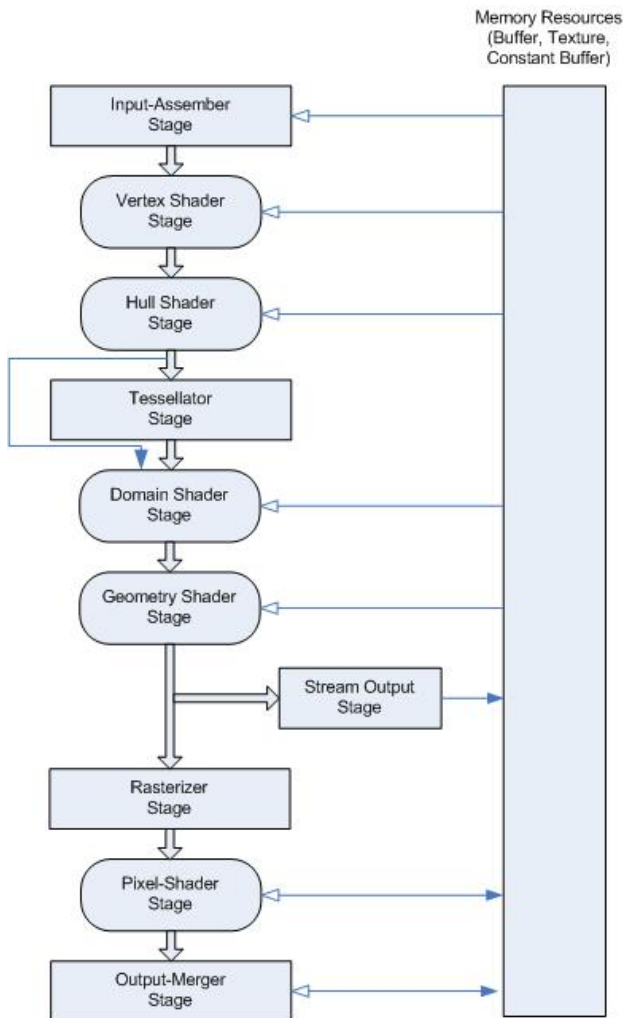 Memory Resources
(Buffer, Texture,
Constant Buffer)
Input-Assember
Stage
Vertex Shader
Stage
Hull Shader
Stage
Tessellator
Stage
Domain Shader
Stage
Geometry Shader
Stage
Stream Output
Stage
Rasterizer
Stage
Pixel-Shader
Stage
Output-Merger
Stage